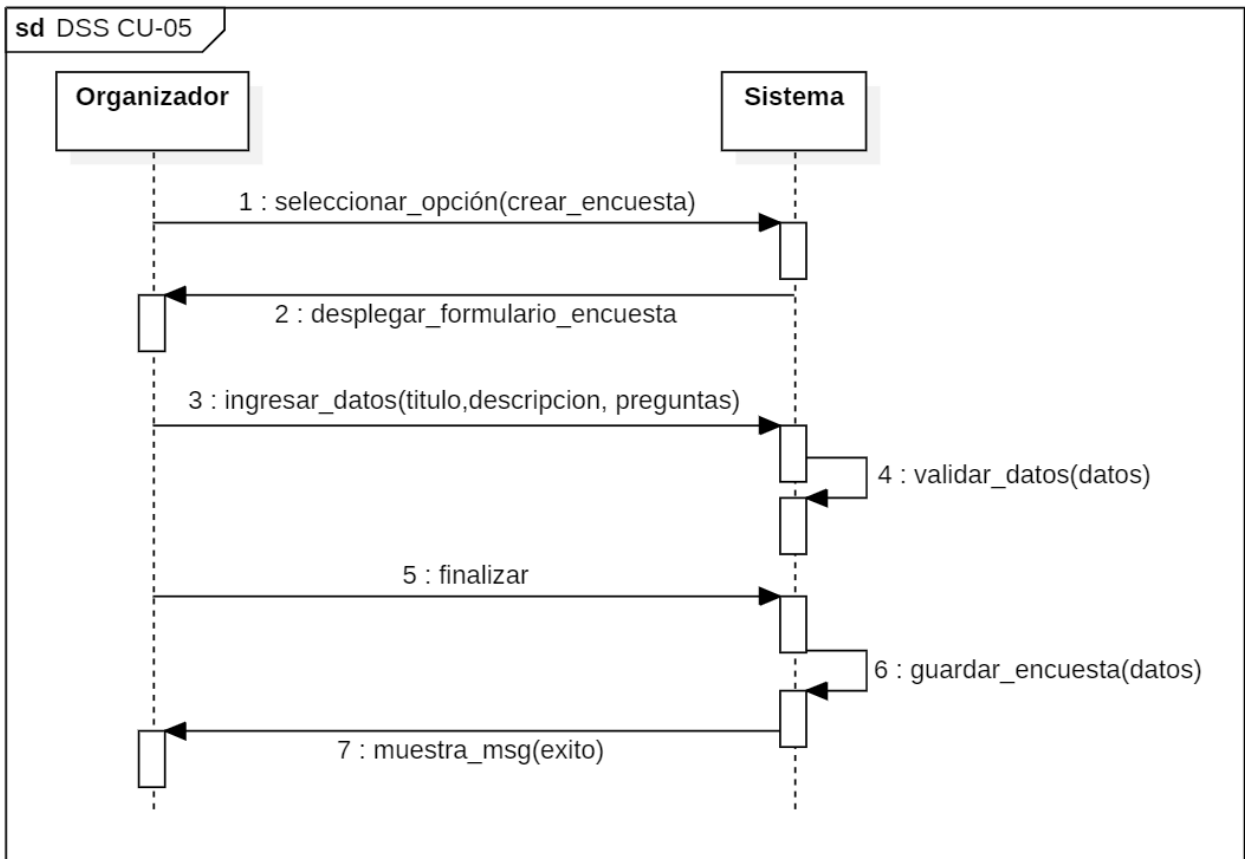 sd DSS CU-05
Organizador
Sistema
1 : seleccionar_opción(crear_encuesta)
2 : desplegar_formulario_encuesta
3 : ingresar_datos(titulo,descripcion, preguntas)
4 : validar_datos(datos)
5 : finalizar
6 : guardar_encuesta(datos)
7 : muestra_msg(exito)